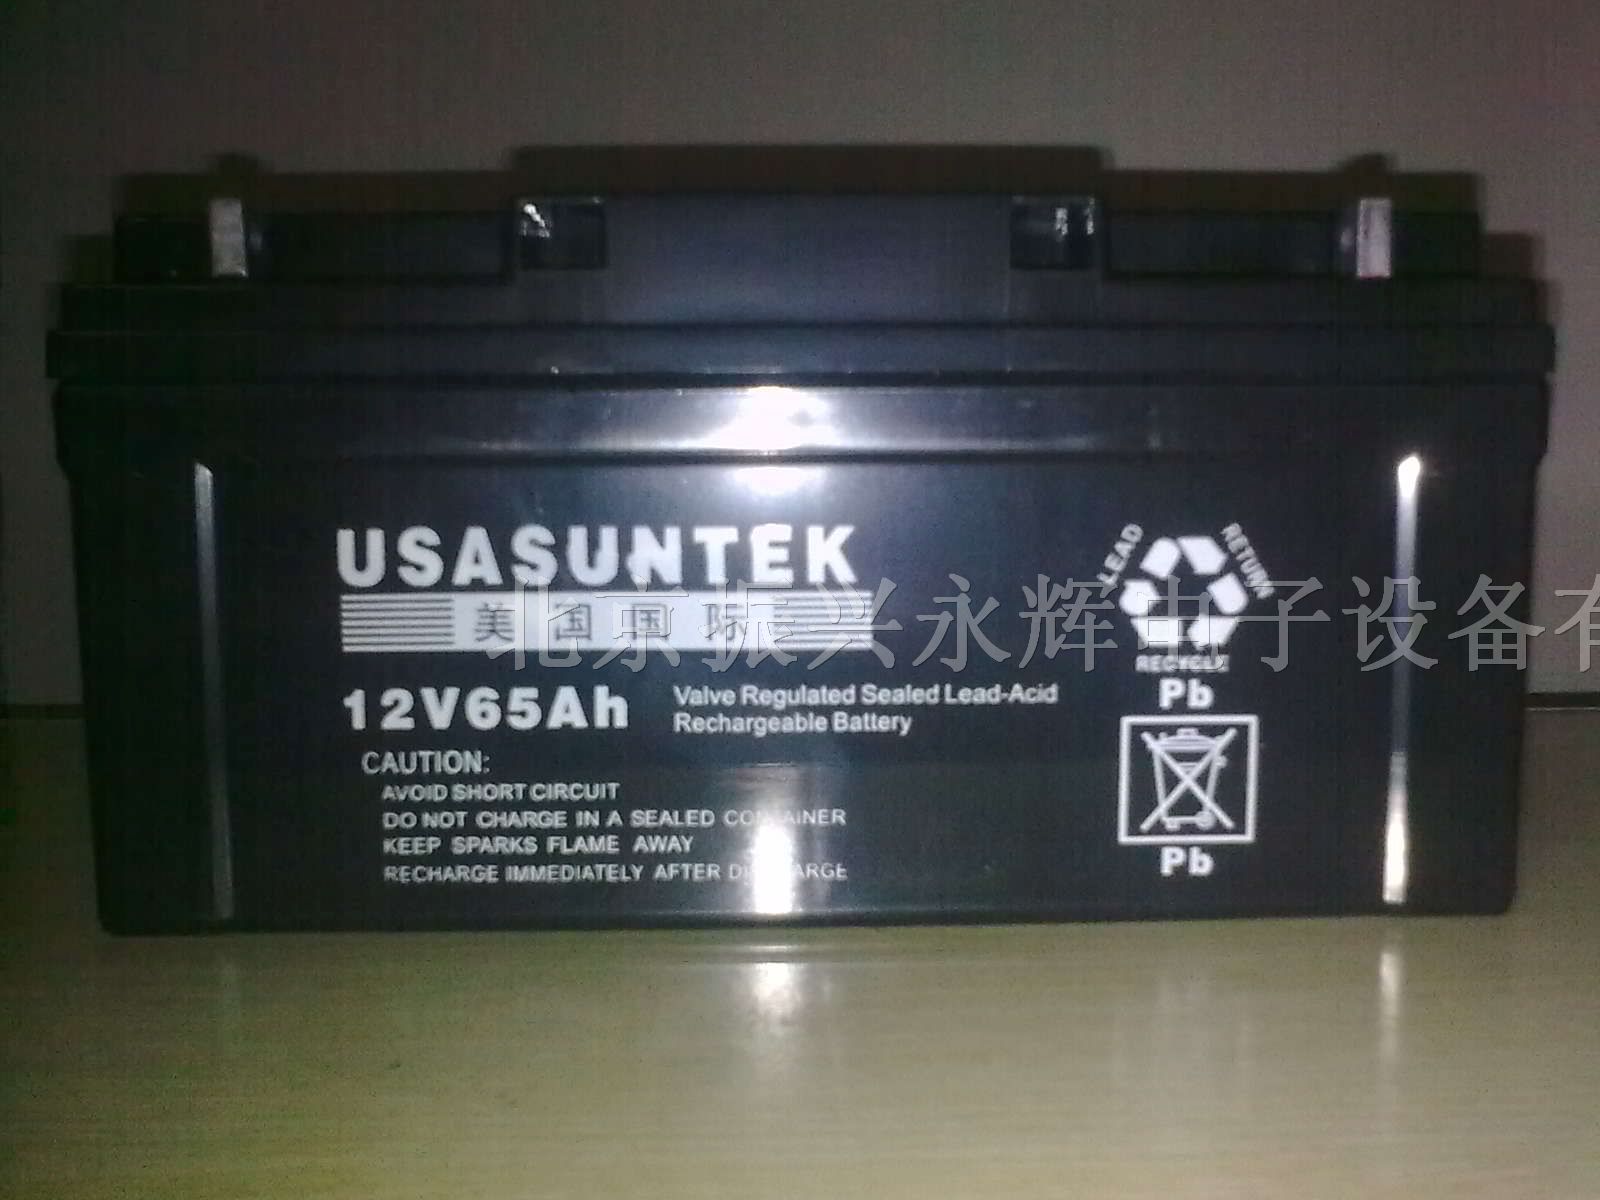 USASUNTEK
美国国际
北京振兴永辉电子设备有
12V65Ah
Valve Regulated Sealed Lead-Acid
Rechargeable Battery
CAUTION:
AVOID SHORT CIRCUIT
DO NOT CHARGE IN A SEALED CONTAINER
KEEP SPARKS FLAME AWAY
RECHARGE IMMEDIATELY AFTER DISCHARGE
LEAD
RETURN
RECYCLE
Pb
Pb